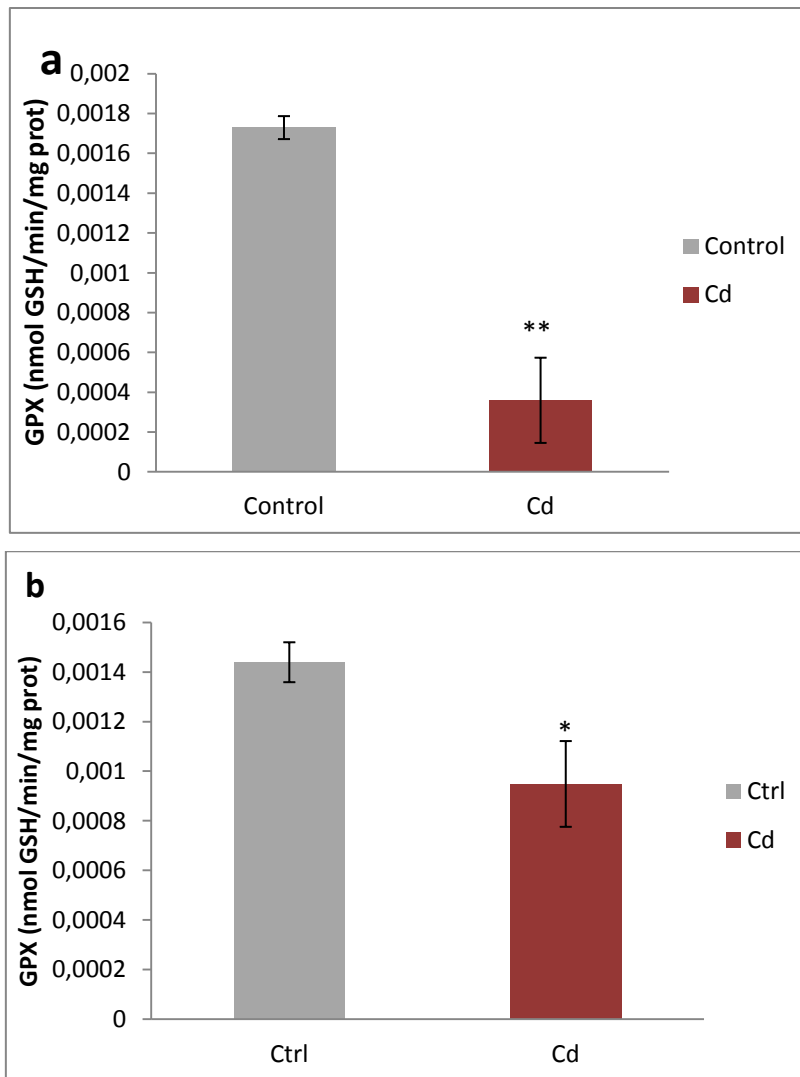 a
GPX (nmol GSH/min/mg prot)
0,002
0,0018
0,0016
0,0014
0,0012
0,001
0,0008
0,0006
0,0004
0,0002
0
**
Control
Cd
Control
Cd
b
GPX (nmol GSH/min/mg prot)
0,0016
0,0014
0,0012
0,001
0,0008
0,0006
0,0004
0,0002
0
*
Ctrl
Cd
Ctrl
Cd